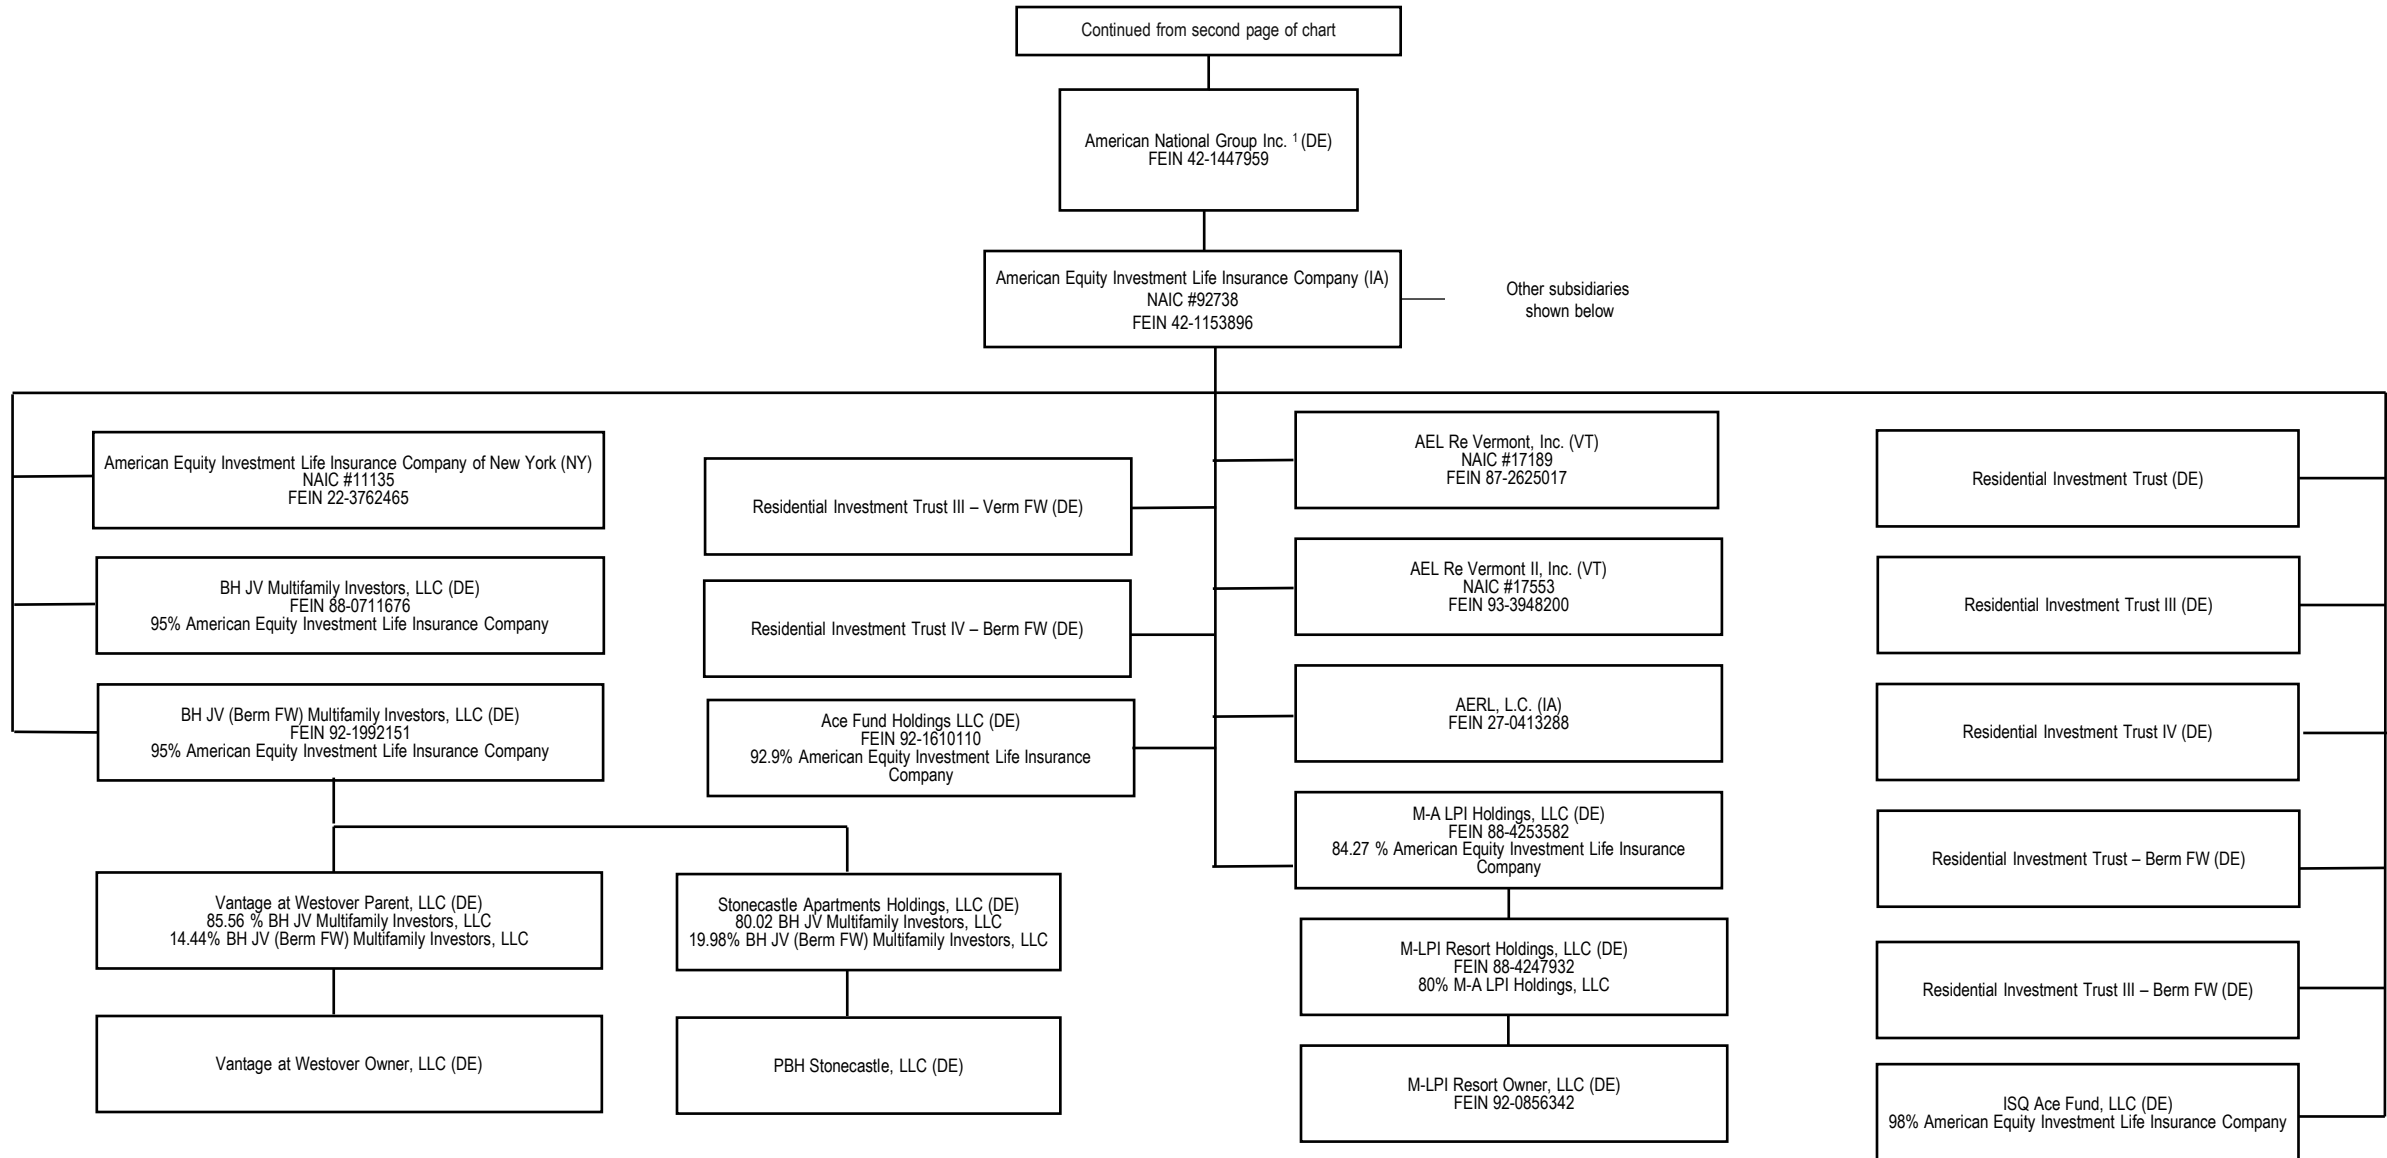 Continued from second page of chart
American National Group Inc. ¹ (DE)
FEIN 42-1447959
American Equity Investment Life Insurance Company (IA)
NAIC #92738
FEIN 42-1153896
Other subsidiaries
shown below
American Equity Investment Life Insurance Company of New York (NY)
NAIC #11135
FEIN 22-3762465
BH JV Multifamily Investors, LLC (DE)
FEIN 88-0711676
95% American Equity Investment Life Insurance Company
BH JV (Berm FW) Multifamily Investors, LLC (DE)
FEIN 92-1992151
95% American Equity Investment Life Insurance Company
Vantage at Westover Parent, LLC (DE)
85.56 % BH JV Multifamily Investors, LLC
14.44% BH JV (Berm FW) Multifamily Investors, LLC
Vantage at Westover Owner, LLC (DE)
Stonecastle Apartments Holdings, LLC (DE)
80.02 BH JV Multifamily Investors, LLC
19.98% BH JV (Berm FW) Multifamily Investors, LLC
PBH Stonecastle, LLC (DE)
Residential Investment Trust III – Verm FW (DE)
Residential Investment Trust IV – Berm FW (DE)
Ace Fund Holdings LLC (DE)
FEIN 92-1610110
92.9% American Equity Investment Life Insurance
Company
AEL Re Vermont, Inc. (VT)
NAIC #17189
FEIN 87-2625017
AEL Re Vermont II, Inc. (VT)
NAIC #17553
FEIN 93-3948200
AERL, L.C. (IA)
FEIN 27-0413288
M-A LPI Holdings, LLC (DE)
FEIN 88-4253582
84.27 % American Equity Investment Life Insurance
Company
M-LPI Resort Holdings, LLC (DE)
FEIN 88-4247932
80% M-A LPI Holdings, LLC
M-LPI Resort Owner, LLC (DE)
FEIN 92-0856342
Residential Investment Trust (DE)
Residential Investment Trust III (DE)
Residential Investment Trust IV (DE)
Residential Investment Trust – Berm FW (DE)
Residential Investment Trust III – Berm FW (DE)
ISQ Ace Fund, LLC (DE)
98% American Equity Investment Life Insurance Company